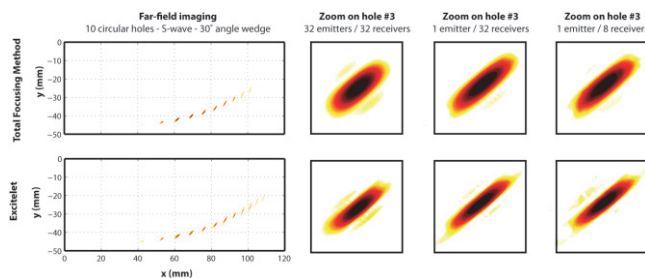 Far-field imaging
10 circular holes - S-wave - 30° angle wedge
Zoom on hole #3
32 emitters / 32 receivers
Zoom on hole #3
1 emitter / 32 receivers
Zoom on hole #3
1 emitter / 8 receivers
Total Focusing Method
y (mm)
0
−10
−20
−30
−40
−50
Excitelet
y (mm)
0
−10
−20
−30
−40
−50
0 20 40 60 80 100 120
x (mm)